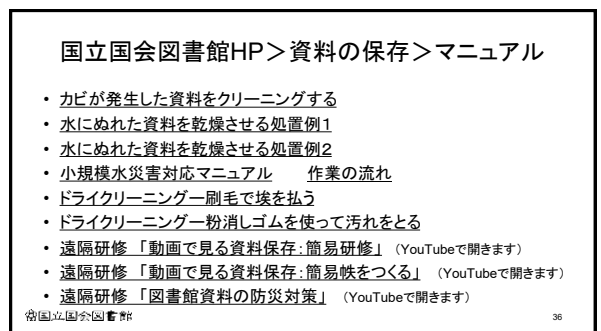 国立国会図書館HP＞資料の保存＞マニュアル
• カビが発生した資料をクリーニングする
• 水にぬれた資料を乾燥させる処置例1
• 水にぬれた資料を乾燥させる処置例2
• 小規模水災害対応マニュアル　作業の流れ
• ドライクリーニングー刷毛で埃を払う
• ドライクリーニングー粉消しゴムを使って汚れをとる
• 遠隔研修 「動画で見る資料保存：簡易研修」 （YouTubeで開きます）
• 遠隔研修 「動画で見る資料保存：簡易帙をつくる」 （YouTubeで開きます）
• 遠隔研修 「図書館資料の防災対策」 （YouTubeで開きます）
国立国会図書館
36